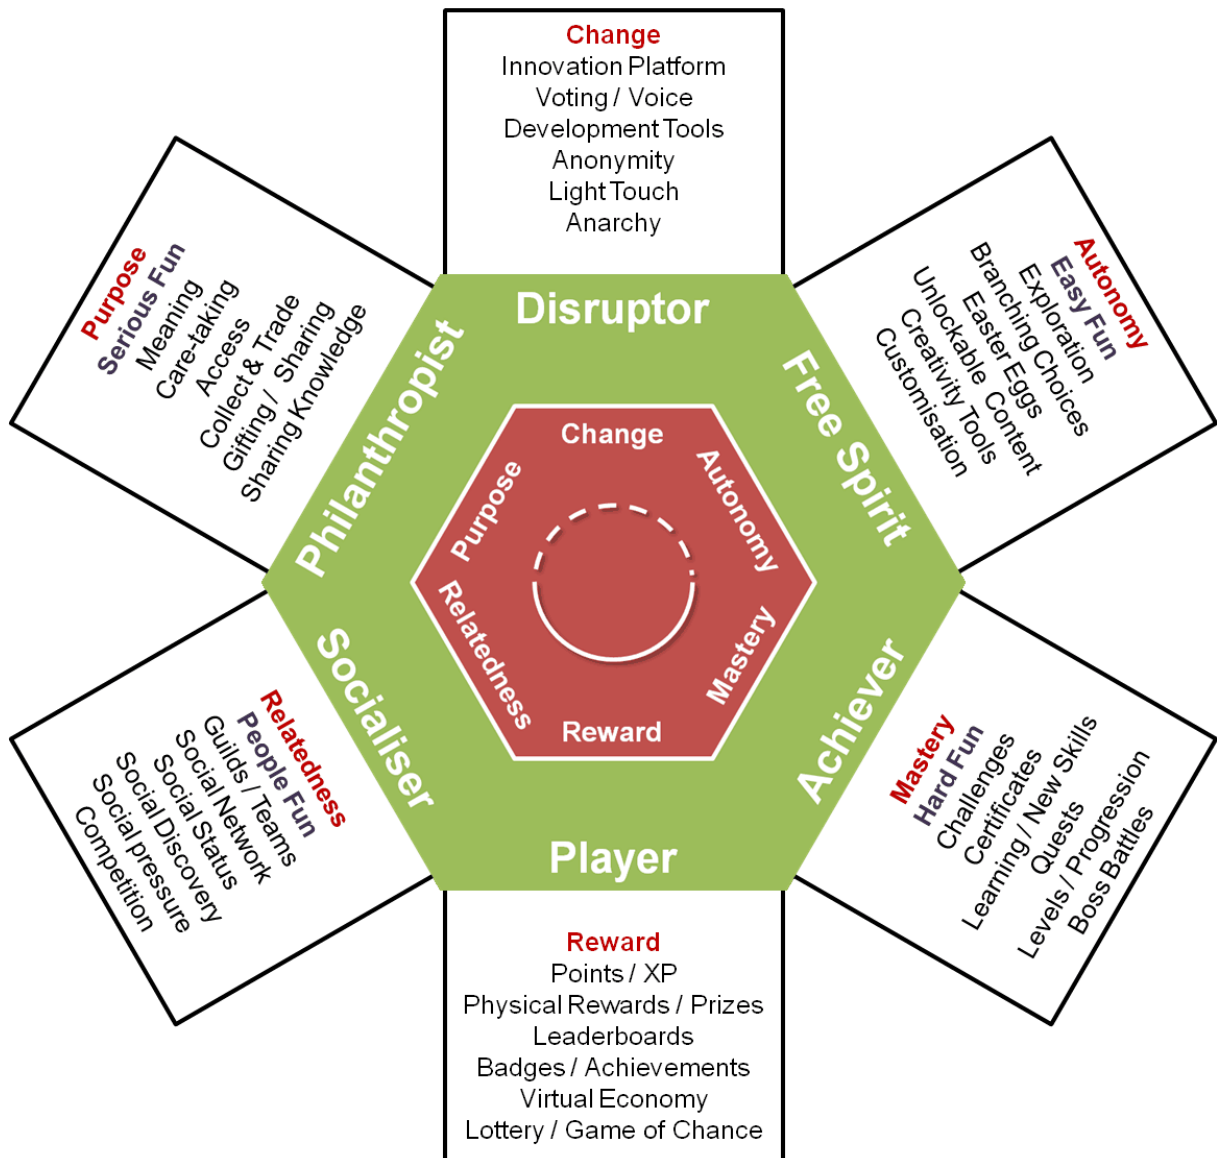 Change
Innovation Platform
Voting / Voice
Development Tools
Anonymity
Light Touch
Anarchy
Purpose
Serious Fun
Meaning
Care-taking
Access
Collect & Trade
Gifting / Sharing
Sharing Knowledge
Autonomy
Easy Fun
Exploration
Branching Choices
Easter Eggs
Unlockable Content
Creativity Tools
Customisation
Disruptor
Philanthropist
Free Spirit
Change
Purpose
Autonomy
Relatedness
Mastery
Reward
Socialiser
Achiever
Player
Relatedness
People Fun
Guilds / Teams
Social Network
Social Status
Social Discovery
Social pressure
Competition
Mastery
Hard Fun
Challenges
Certificates
Learning / New Skills
Quests
Levels / Progression
Boss Battles
Reward
Points / XP
Physical Rewards / Prizes
Leaderboards
Badges / Achievements
Virtual Economy
Lottery / Game of Chance